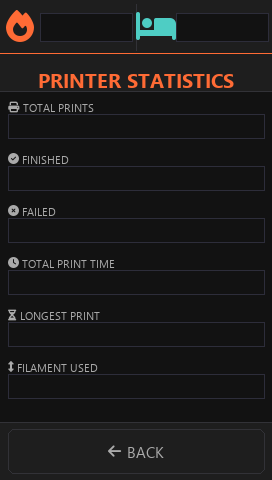 PRINTER STATISTICS
TOTAL PRINTS
FINISHED
FAILED
TOTAL PRINT TIME
LONGEST PRINT
FILAMENT USED
BACK